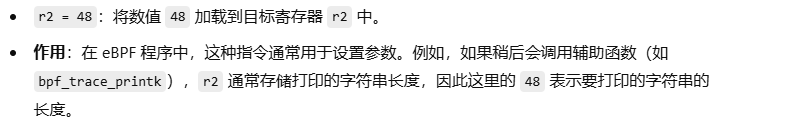 • r2 = 48：将数值 48 加载到目标寄存器 r2 中。
• 作用：在 eBPF 程序中，这种指令通常用于设置参数。例如，如果稍后会调用辅助函数（如
bpf_trace_printk），r2 通常存储打印的字符串长度，因此这里的 48 表示要打印的字符串的
长度。